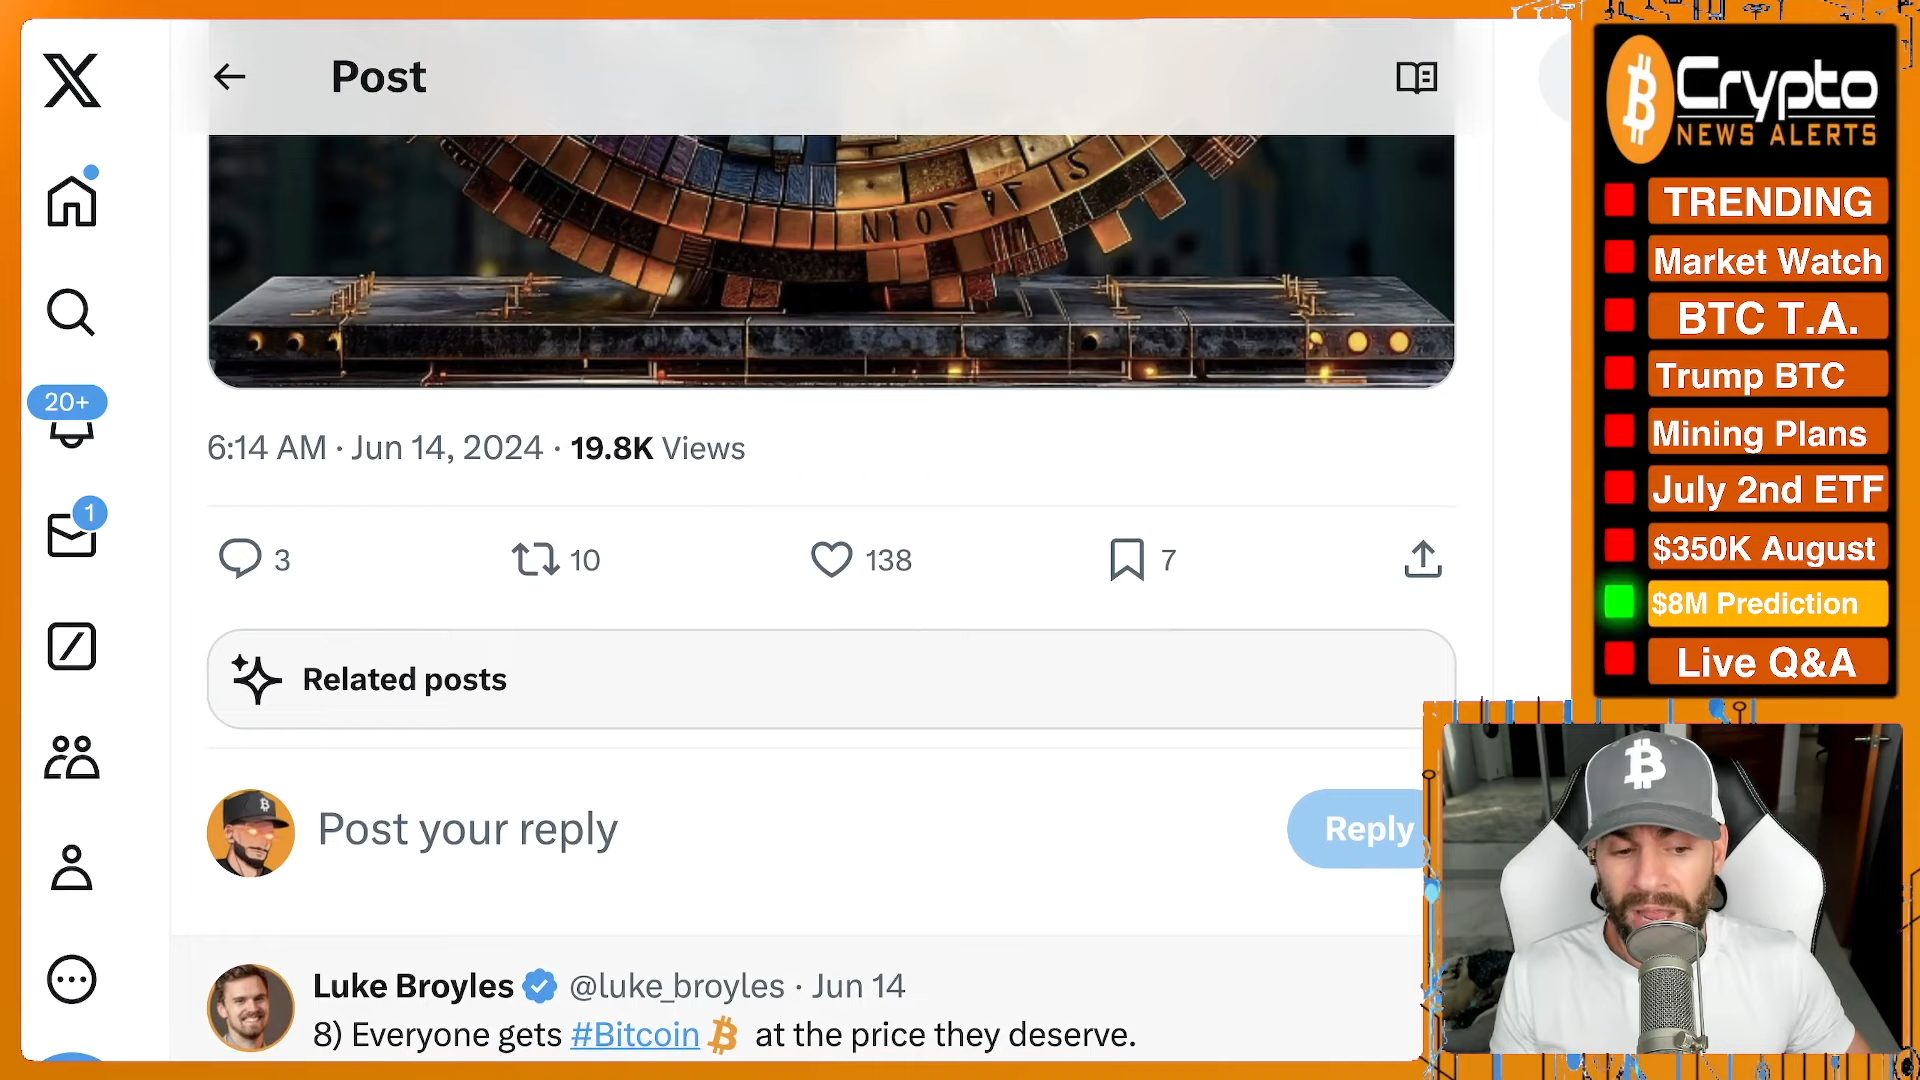 Post
6:14 AM · Jun 14, 2024 · 19.8K Views
3
10
138
7
Related posts
Post your reply
Reply
Luke Broyles @luke_broyles · Jun 14
8) Everyone gets #Bitcoin at the price they deserve.
20+
1
Crypto
NEWS ALERTS
TRENDING
Market Watch
BTC T.A.
Trump BTC
Mining Plans
July 2nd ETF
$350K August
$8M Prediction
Live Q&A